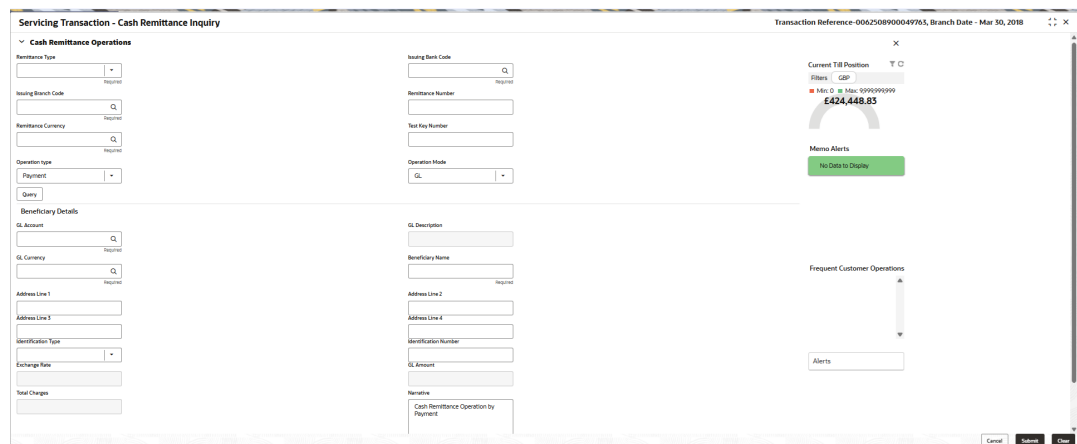 Servicing Transaction - Cash Remittance Inquiry
Transaction Reference-0062508900049763, Branch Date - Mar 30, 2018
Cash Remittance Operations
Remittance Type
Issuing Bank Code
Required
Required
Issuing Branch Code
Remittance Number
Required
Remittance Currency
Test Key Number
Required
Operation type
Operation Mode
Payment
GL
Query
Beneficiary Details
GL Account
GL Description
Required
GL Currency
Beneficiary Name
Required
Required
Address Line 1
Address Line 2
Address Line 3
Address Line 4
Identification Type
Identification Number
Exchange Rate
GL Amount
Total Charges
Narrative
Cash Remittance Operation by
Payment
Current Till Position
Filters GBP
Min: 0 Max: 9,999,999,999
£424,448.83
Memo Alerts
No Data to Display
Frequent Customer Operations
Alerts
Cancel Submit Clear